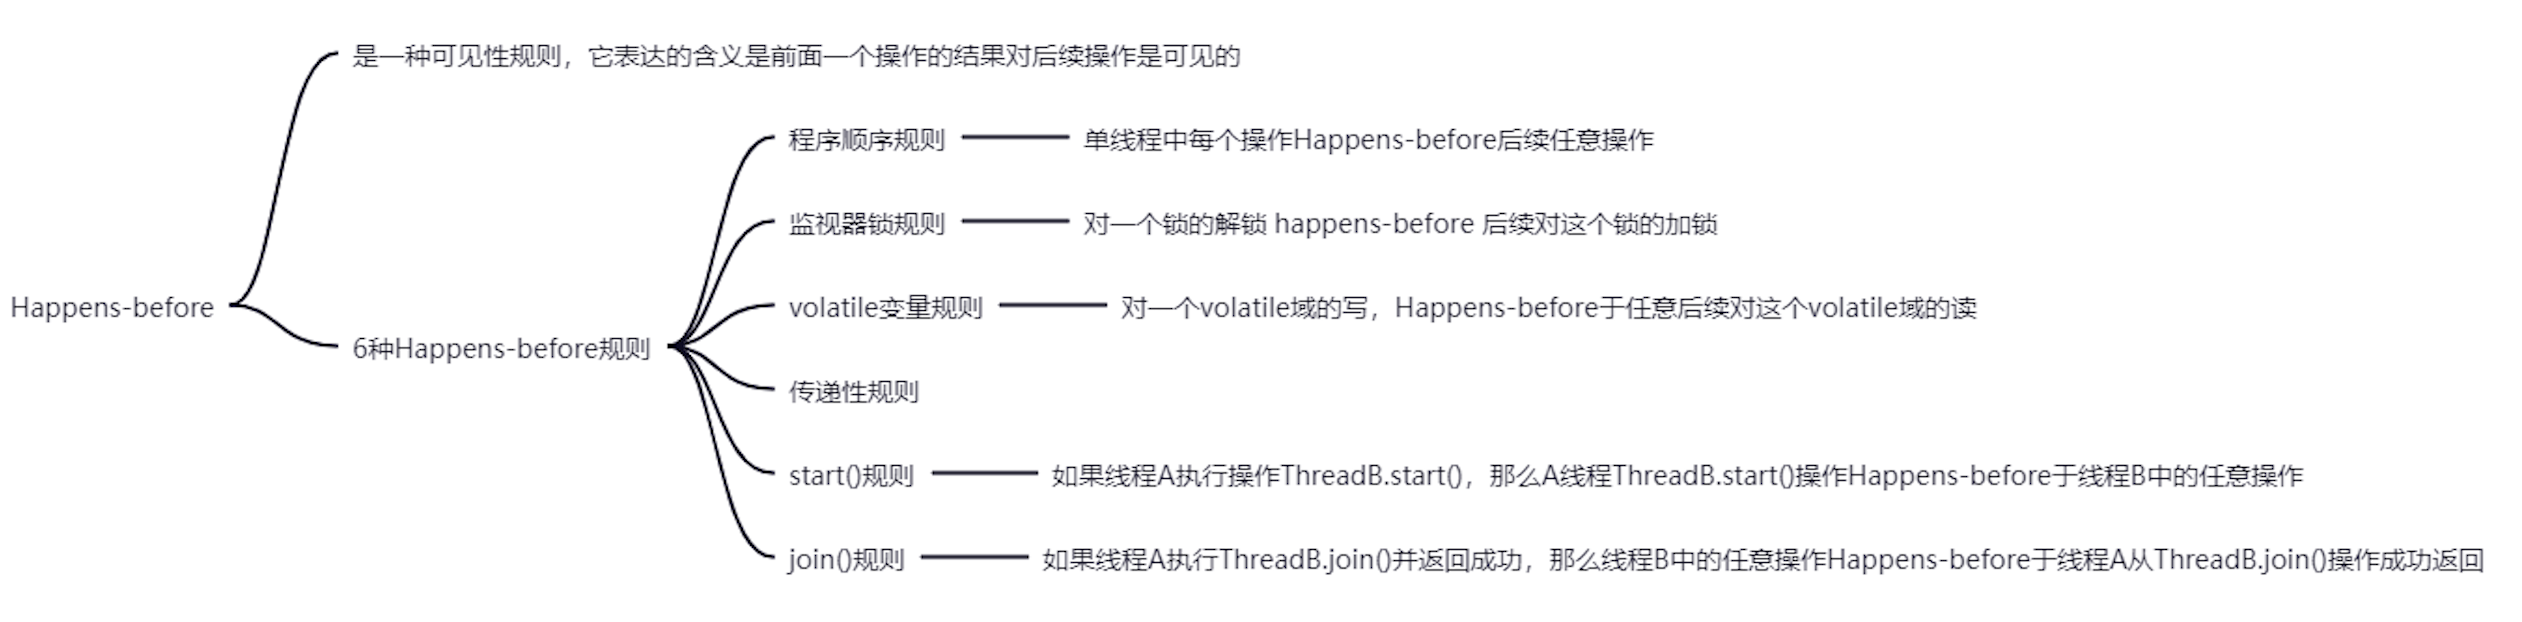 是一种可见性规则，它表达的含义是前面一个操作的结果对后续操作是可见的
程序顺序规则 单线程中每个操作Happens-before后续任意操作
监视器锁规则 对一个锁的解锁 happens-before 后续对这个锁的加锁
Happens-before
volatile变量规则 对一个volatile域的写，Happens-before于任意后续对这个volatile域的读
6种Happens-before规则
传递性规则
start()规则 如果线程A执行操作ThreadB.start()，那么A线程ThreadB.start()操作Happens-before于线程B中的任意操作
join()规则 如果线程A执行ThreadB.join()并返回成功，那么线程B中的任意操作Happens-before于线程A从ThreadB.join()操作成功返回